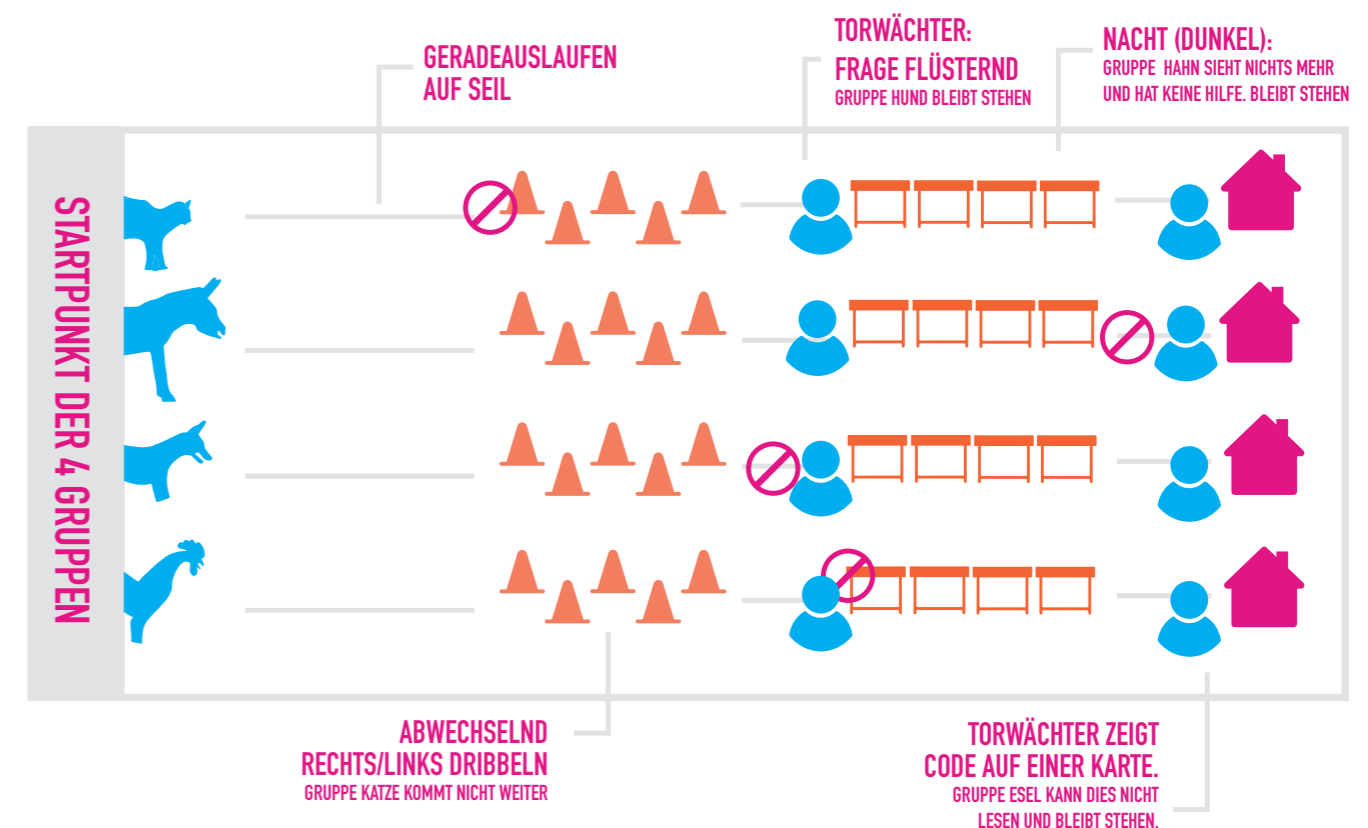 GERADEAUSLAUFEN
AUF SEIL
TORWÄCHTER:
FRAGE FLÜSTERND
GRUPPE HUND BLEIBT STEHEN
NACHT (DUNKEL):
GRUPPE HAHN SIEHT NICHTS MEHR
UND HAT KEINE HILFE. BLEIBT STEHEN
STARTPUNKT DER 4 GRUPPEN
ABWECHSELND
RECHTS/LINKS DRIBBELN
GRUPPE KATZE KOMMT NICHT WEITER
TORWÄCHTER ZEIGT
CODE AUF EINER KARTE.
GRUPPE ESEL KANN DIES NICHT
LESEN UND BLEIBT STEHEN.